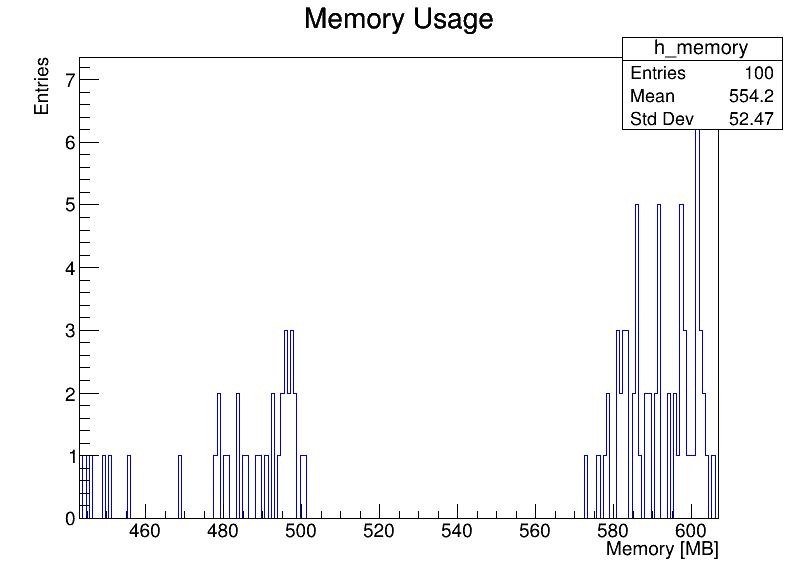 Memory Usage
h_memory
Entries 100
Mean 554.2
Std Dev 52.47
Entries
7
6
5
4
3
2
1
0
460 480 500 520 540 560 580 600
Memory [MB]